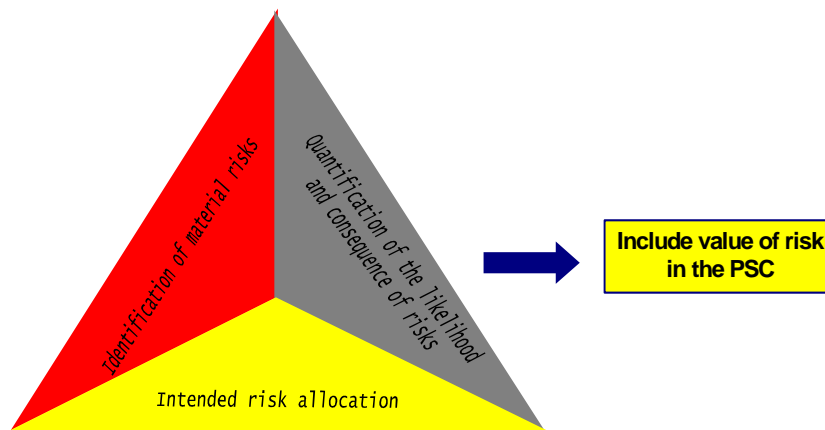 Identification of material risks
Quantification of the likelihood
and consequence of risks
Intended risk allocation
Include value of risk
in the PSC